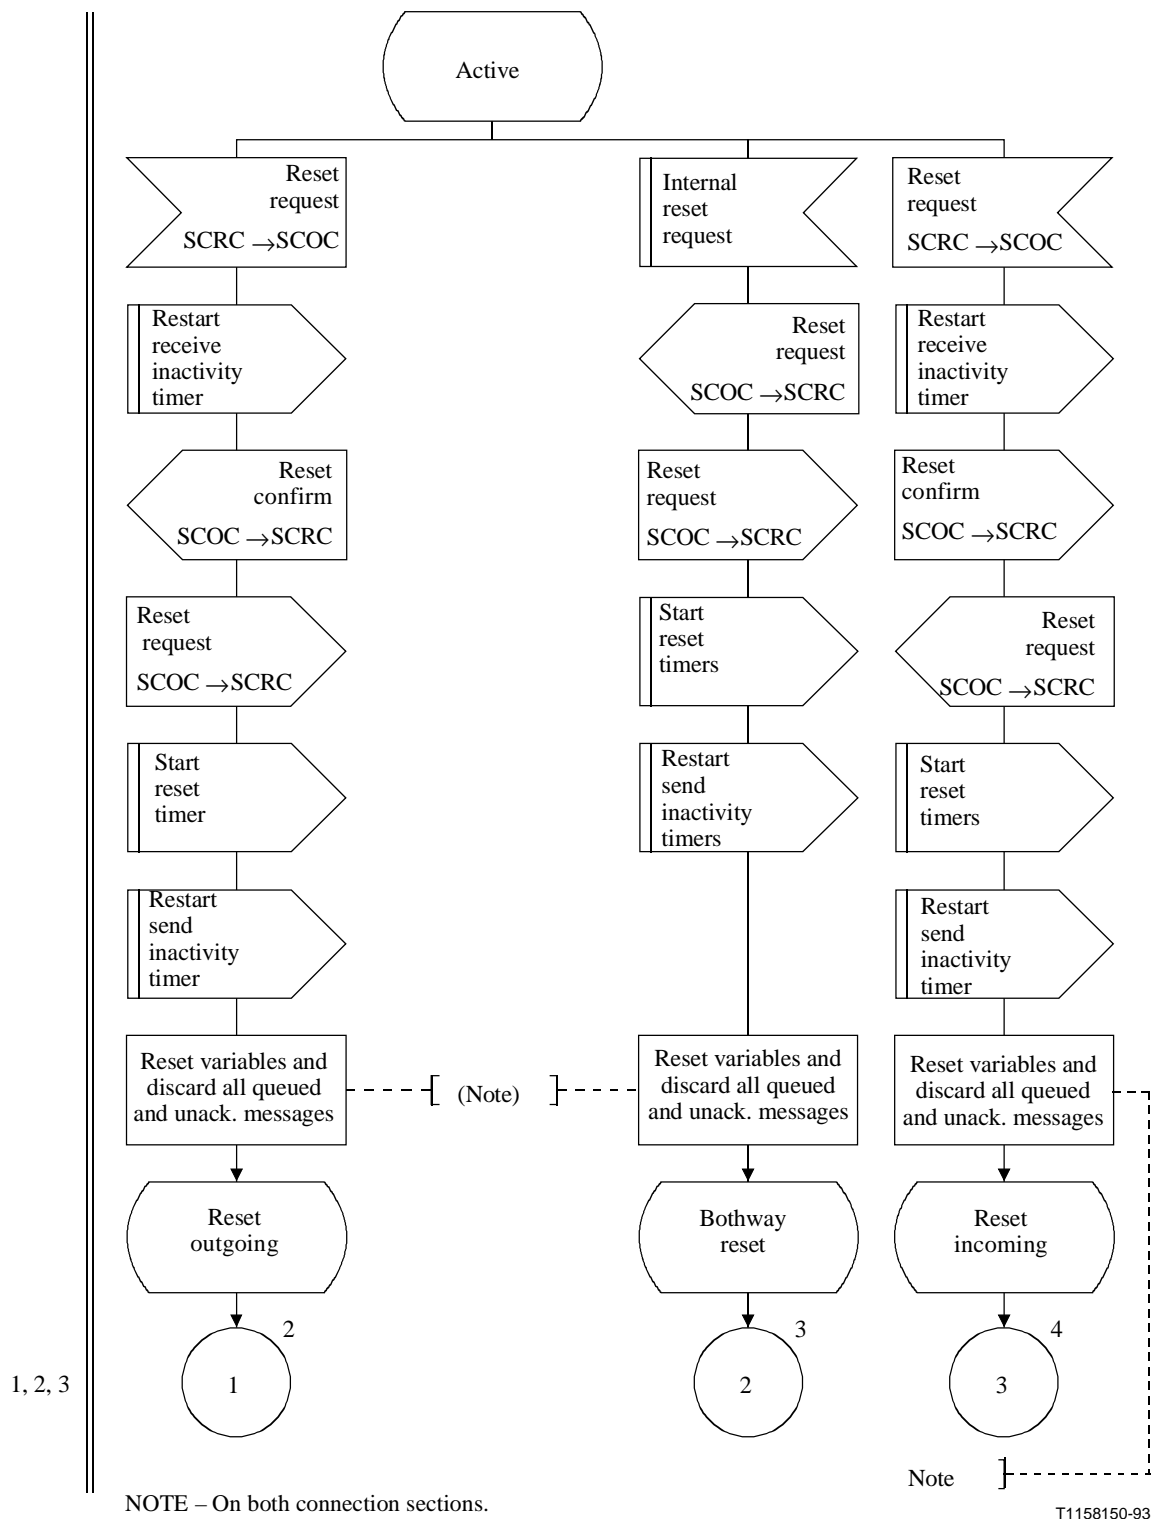 Active
Reset
request
SCRC →SCOC
Restart
receive
inactivity
timer
Reset
confirm
SCOC →SCRC
Reset
request
SCOC →SCRC
Start
reset
timer
Restart
send
inactivity
timer
Reset variables and
discard all queued
and unack. messages
(Note)
Reset
outgoing
2
1
Internal
reset
request
Reset
request
SCOC →SCRC
Reset
request
SCOC →SCRC
Start
reset
timers
Restart
send
inactivity
timers
Reset variables and
discard all queued
and unack. messages
Bothway
reset
3
2
Reset
request
SCRC →SCOC
Restart
receive
inactivity
timer
Reset
confirm
SCOC →SCRC
Reset
request
SCOC →SCRC
Start
reset
timers
Restart
send
inactivity
timer
Reset variables and
discard all queued
and unack. messages
Reset
incoming
4
3
1, 2, 3
Note
NOTE – On both connection sections.
T1158150-93